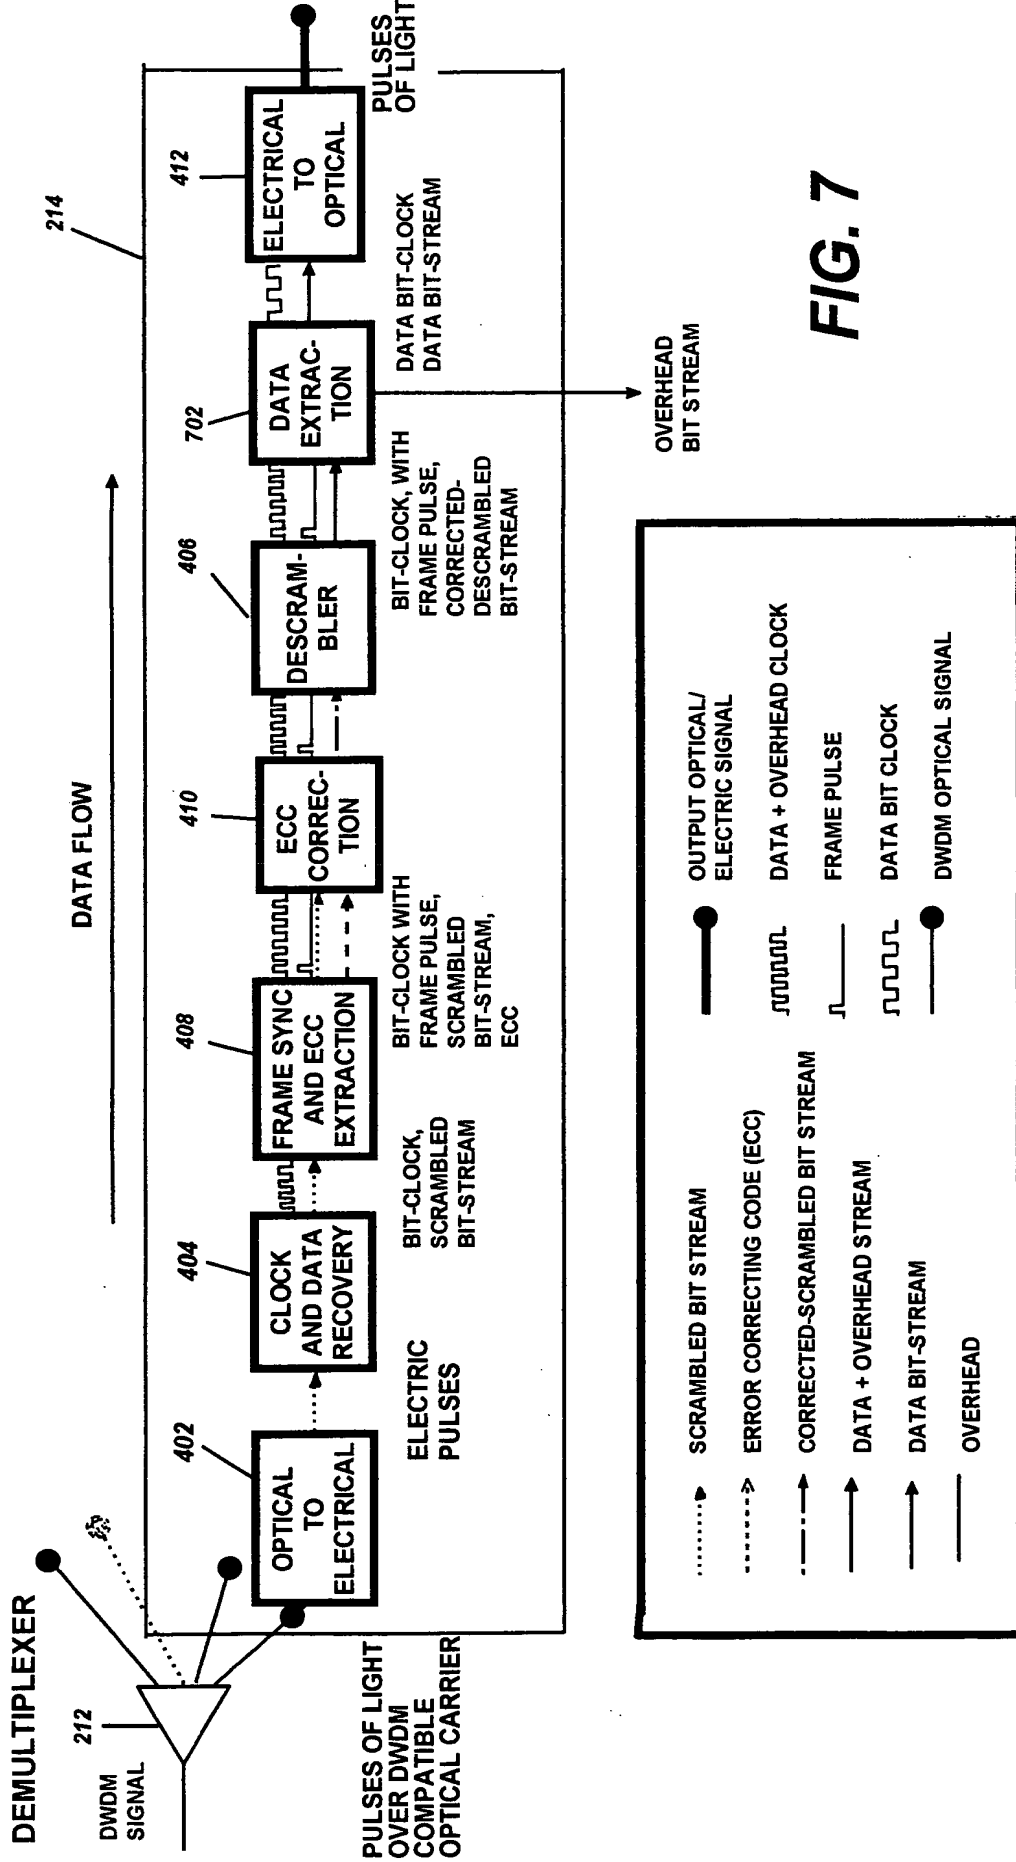 DEMULTIPLEXER
DWDM
SIGNAL
212
PULSES OF LIGHT
OVER DWDM
COMPATIBLE
OPTICAL CARRIER
DATA FLOW
214
402
OPTICAL
TO
ELECTRICAL
ELECTRIC
PULSES
404
CLOCK
AND DATA
RECOVERY
BIT-CLOCK,
SCRAMBLED
BIT-STREAM
408
FRAME SYNC
AND ECC
EXTRACTION
BIT-CLOCK WITH
FRAME PULSE,
SCRAMBLED
BIT-STREAM,
ECC
410
ECC
CORREC-
TION
406
DESCRAM-
BLER
BIT-CLOCK, WITH
FRAME PULSE,
CORRECTED-
DESCRAMBLED
BIT-STREAM
702
DATA
EXTRAC-
TION
DATA BIT-CLOCK
DATA BIT-STREAM
412
ELECTRICAL
TO
OPTICAL
PULSES
OF LIGHT
OVERHEAD
BIT STREAM
SCRAMBLED BIT STREAM
ERROR CORRECTING CODE (ECC)
CORRECTED-SCRAMBLED BIT STREAM
DATA + OVERHEAD STREAM
DATA BIT-STREAM
OVERHEAD
OUTPUT OPTICAL/
ELECTRIC SIGNAL
DATA + OVERHEAD CLOCK
FRAME PULSE
DATA BIT CLOCK
DWDM OPTICAL SIGNAL
FIG. 7